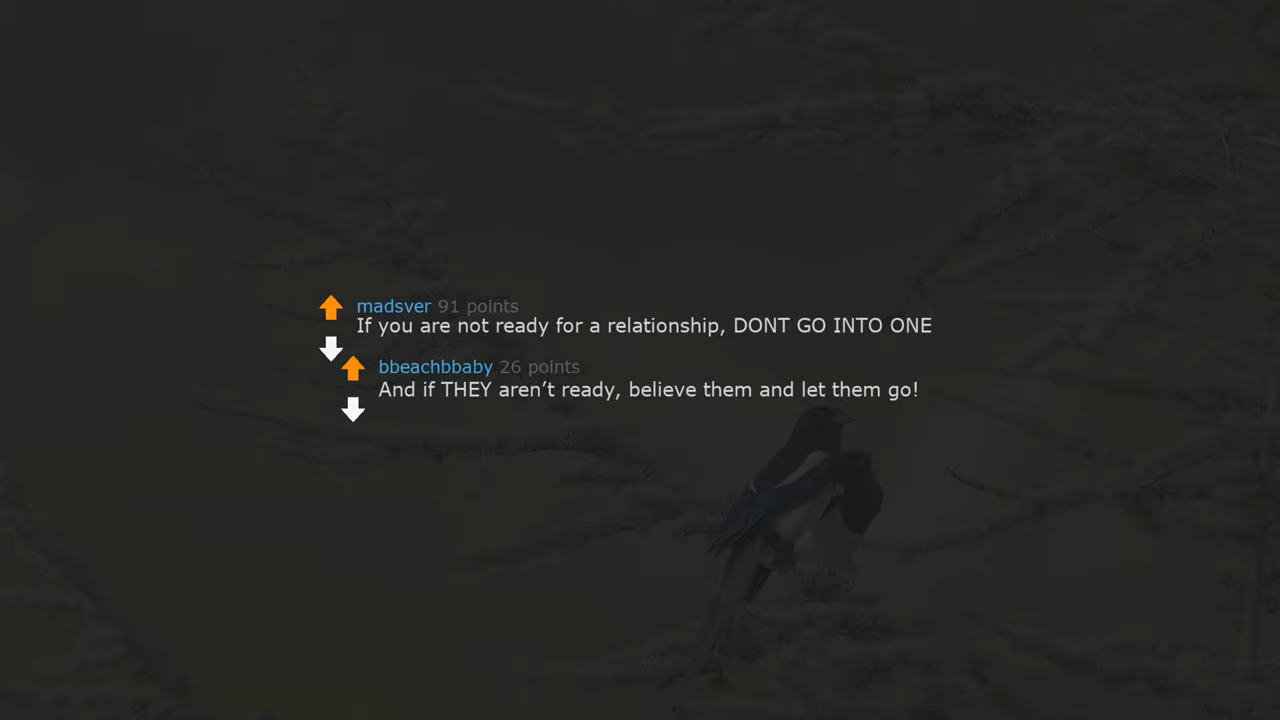 madsver 91 points
If you are not ready for a relationship, DONT GO INTO ONE
bbeachbbaby 26 points
And if THEY aren’t ready, believe them and let them go!